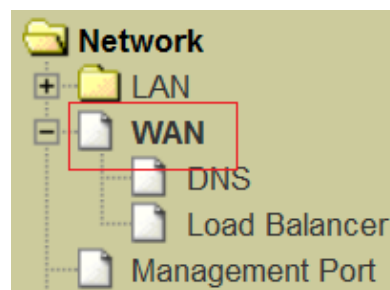 Network
LAN
WAN
DNS
Load Balancer
Management Port